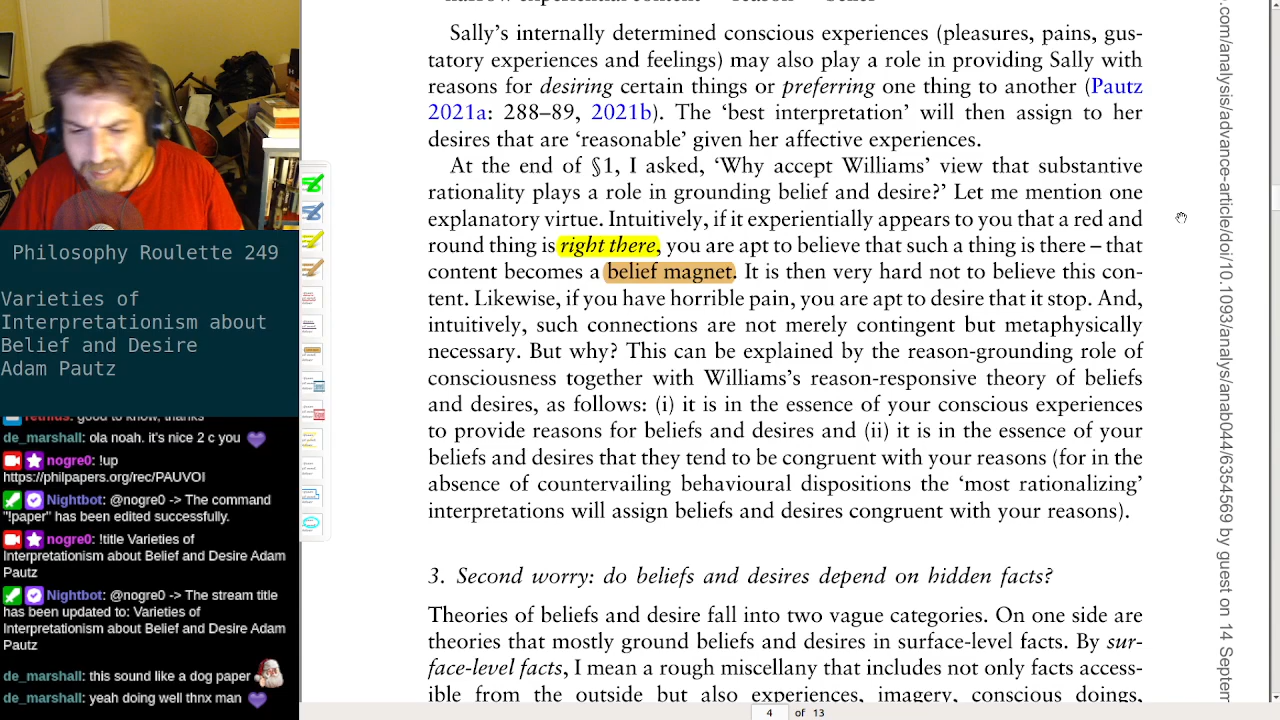 Sally's internally determined conscious experiences (pleasures, pains, gus-
tatory experiences and feelings) may also play a role in providing Sally with
reasons for desiring certain things or preferring one thing to another (Pautz
2021a: 288–89, 2021b). The 'best interpretation' will then assign to her
desires that are 'reasonable' given her affective experiences.
At the end of §1, I asked, 'Why accept Williams's view that substantive
rationality plays a role in grounding belief and desire?' Let me mention one
explanatory virtue. Intuitively, if it experientially appears to you that a red and
round thing is right there, you are apt to believe that such a thing is there – that
content become a belief magnet. It is then very hard not to believe this con-
tent. Likewise, if you have a horrible pain, you are apt to desire that it stop. And,
intuitively, such connections are not mere accidents but are metaphysically
necessary. But why? They are explained by the reason-grounding role of
consciousness together with Williams's substantive rationality of beliefs
and desires, as follows: (i) it is in the essence of your conscious experiences
to provide reasons for beliefs and desires, and (ii) it is in the essence of your
beliefs and desires that they tend to be congruent with your reasons (for in the
absence of countervailing behavioural dispositions the 'most rationalizing'
interpretation will assign beliefs and desires congruent with your reasons).
3 Second worry: do beliefs and desires depend on hidden facts?
Theories of beliefs and desire fall into two vague categories. On one side are
theories that mostly ground beliefs and desires in surface-level facts. By sur-
face-level facts, I mean a rough miscellany that includes not only facts access-
ible from the outside but also experiences, imagery, conscious doings,
.com/analysis/advance-article/doi/10.1093/analys/anab044/6354569 by guest on 14 Septem
Philosophy Roulette 249
Varieties of
Interpretationism about
Belief and Desire
Adam Pautz
good to know, thanks
de_marshall: ola noah. it's nice 2 c you
nogre0: !up
https://philpapers.org/rec/PAUVOI
Nightbot: @nogre0 -> The command
"!paper" has been edited successfully.
nogre0: !title Varieties of
Interpretationism about Belief and Desire Adam
Pautz
Nightbot: @nogre0 -> The stream title
has been updated to: Varieties of
Interpretationism about Belief and Desire Adam
Pautz
de_marshall: this sound like a dog paper
de_marshall: yeah doing well thnx man
4 of 13